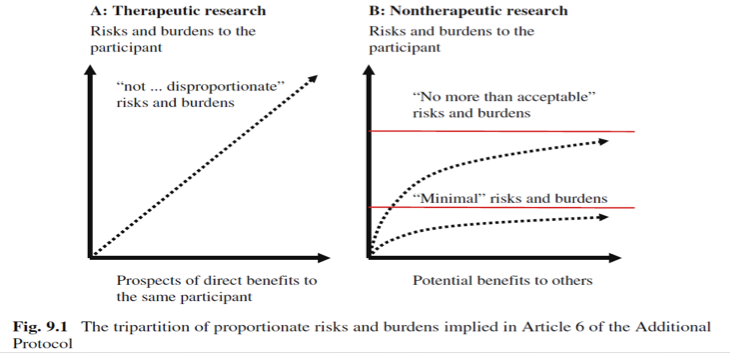 A: Therapeutic research
Risks and burdens to the
participant
“not ... disproportionate”
risks and burdens
Prospects of direct benefits to
the same participant
B: Nontherapeutic research
Risks and burdens to the
participant
“No more than acceptable”
risks and burdens
“Minimal” risks and burdens
Potential benefits to others
Fig. 9.1 The tripartition of proportionate risks and burdens implied in Article 6 of the Additional
Protocol